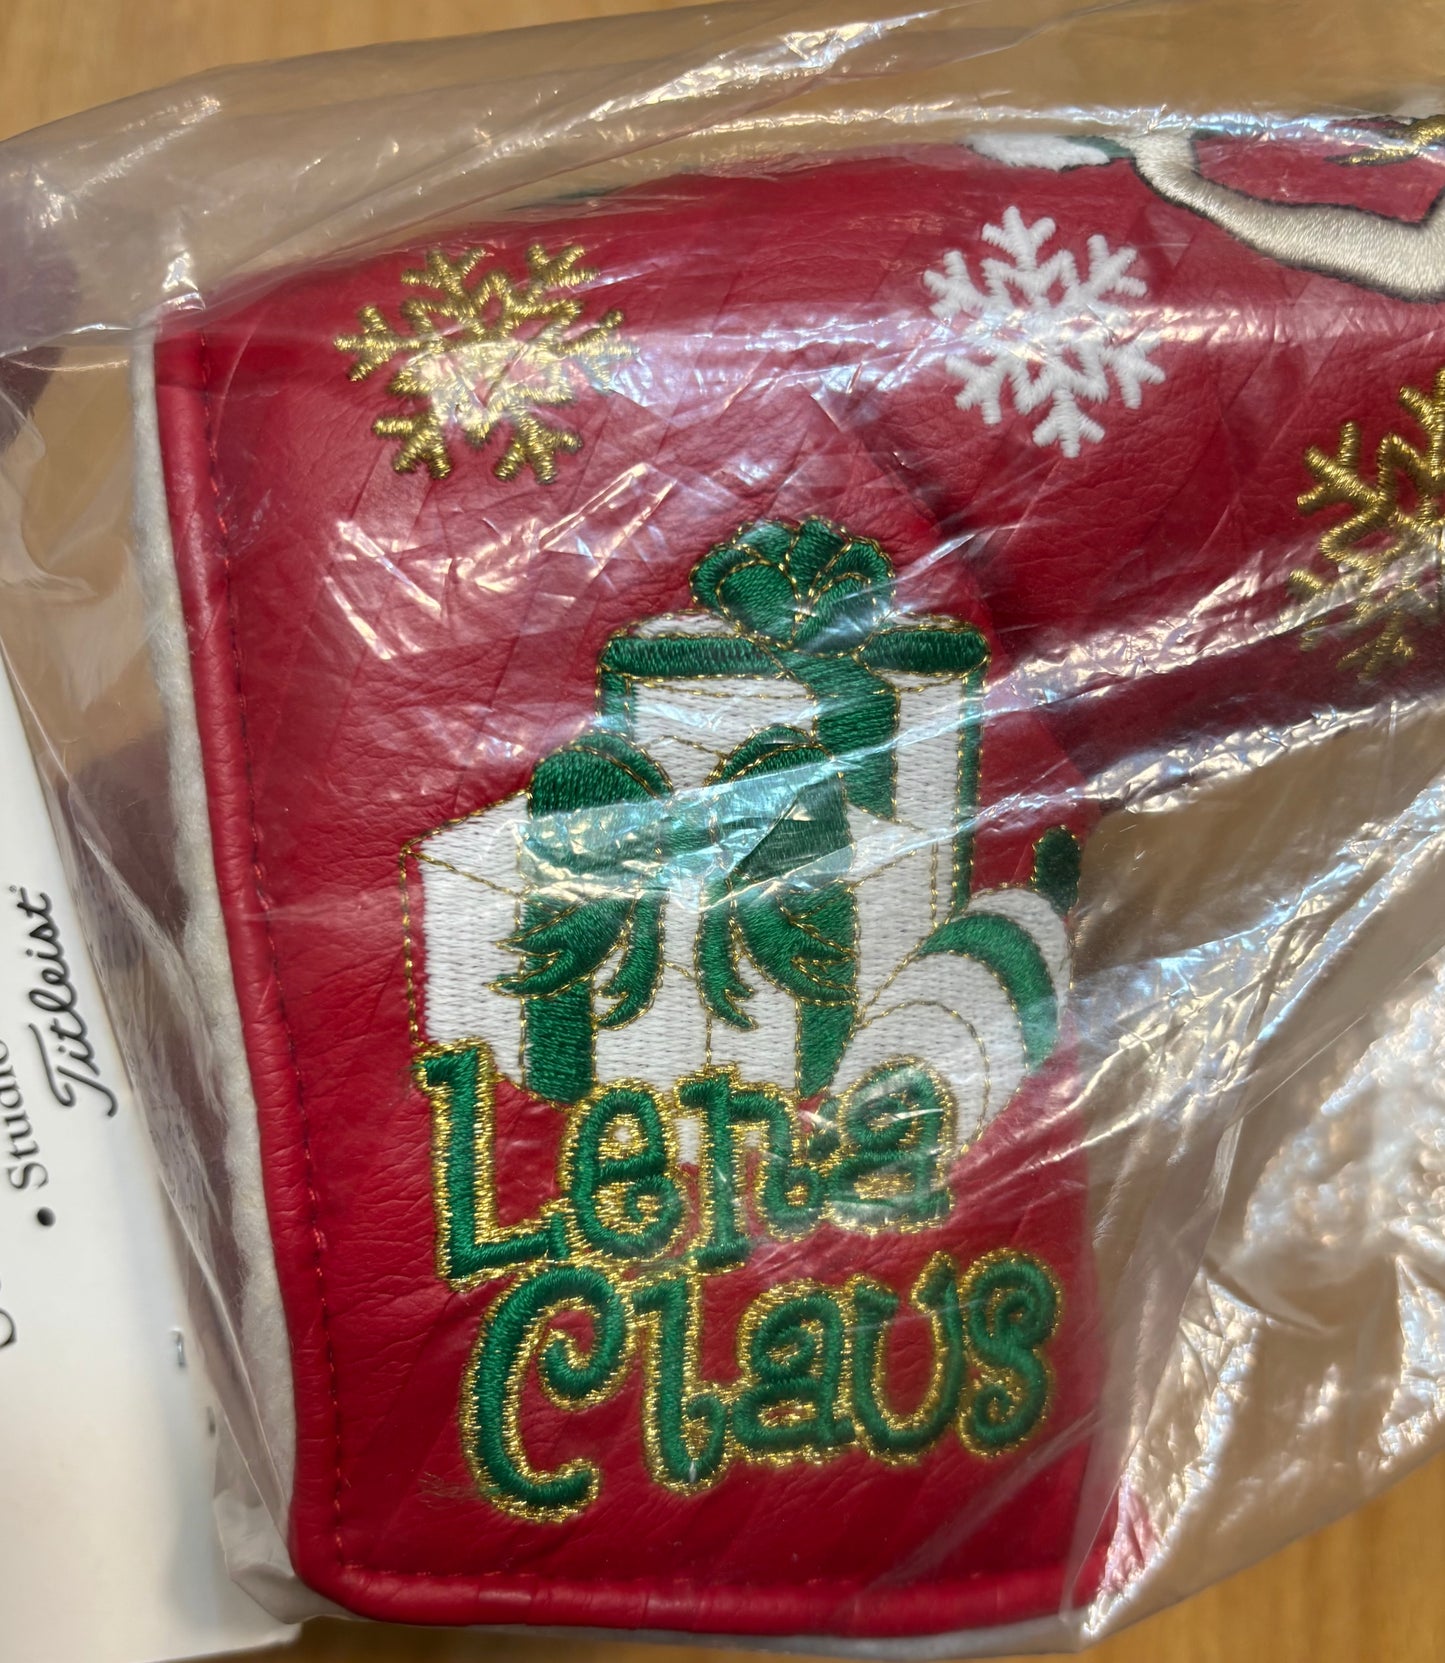 Lena
Claus
Titleist
• Studio